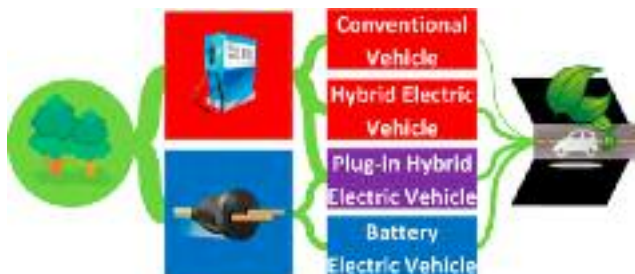 Conventional
Vehicle
Hybrid Electric
Vehicle
Plug-in Hybrid
Electric Vehicle
Battery
Electric Vehicle